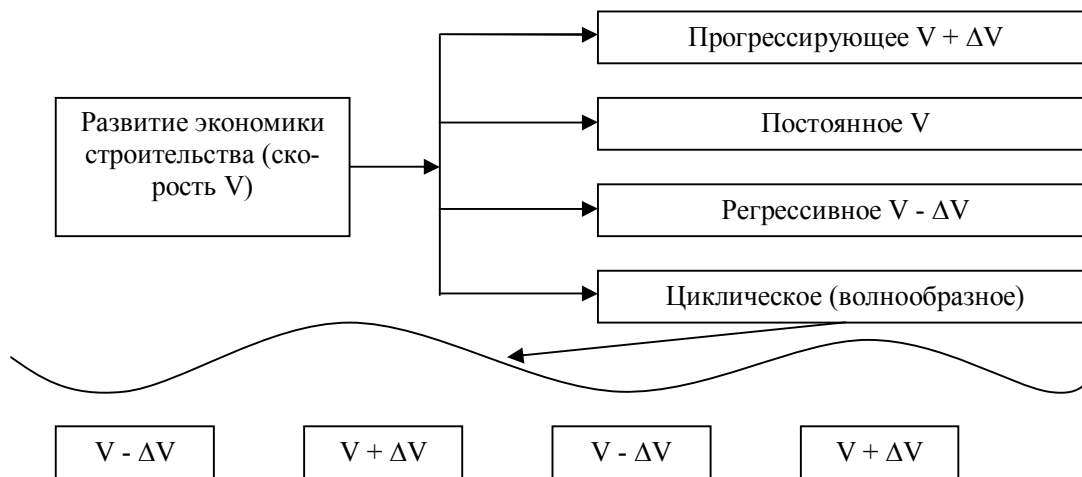 Прогрессирующее V + ΔV
Развитие экономики
строительства (ско-
рость V)
Постоянное V
Регрессивное V - ΔV
Циклическое (волнообразное)
V - ΔV
V + ΔV
V - ΔV
V + ΔV